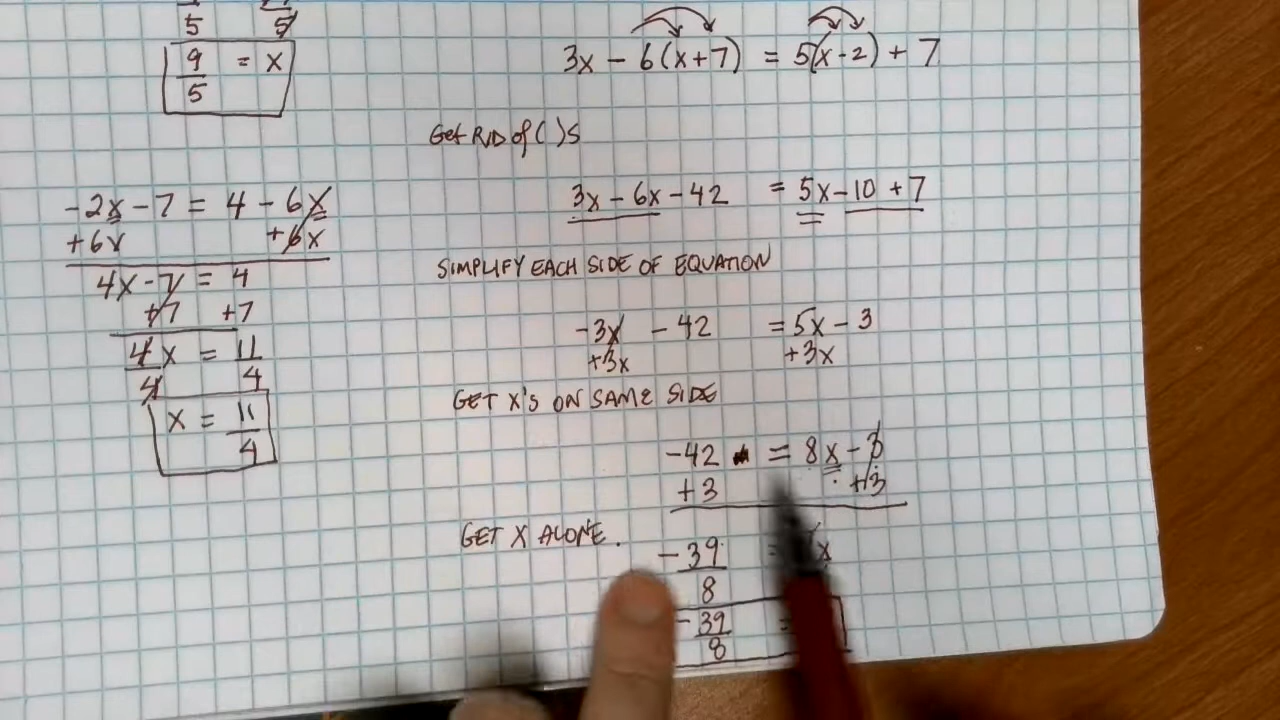 5 5
9/5 = x
-2x - 7 = 4 - 6x
+6x +6x
4x - 7 = 4
+7 +7
4x = 11
4 4
x = 11/4
3x - 6(x+7) = 5(x-2) + 7
Get RID of ( )S
3x - 6x - 42 = 5x - 10 + 7
SIMPLIFY EACH SIDE OF EQUATION
-3x - 42 = 5x - 3
+3x +3x
GET X'S ON SAME SIDE
-42 = 8x - 3
+3 +3
GET X ALONE.
-39 = x
8
-39/8 =